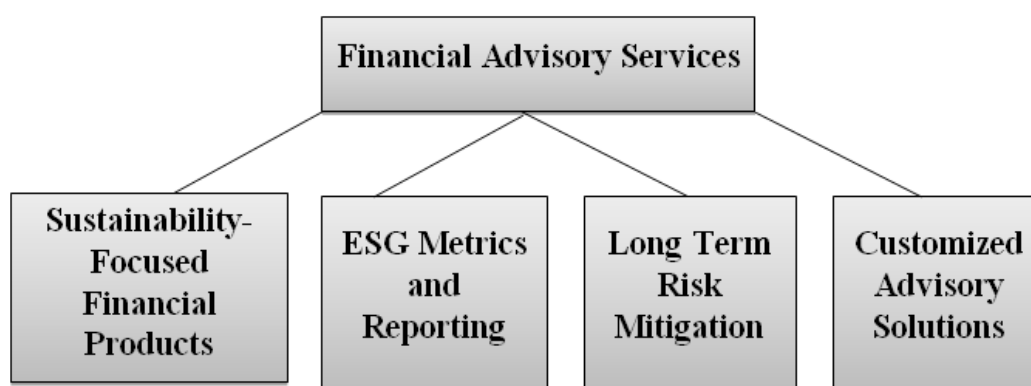 Financial Advisory Services
Sustainability-
Focused
Financial
Products
ESG Metrics
and
Reporting
Long Term
Risk
Mitigation
Customized
Advisory
Solutions